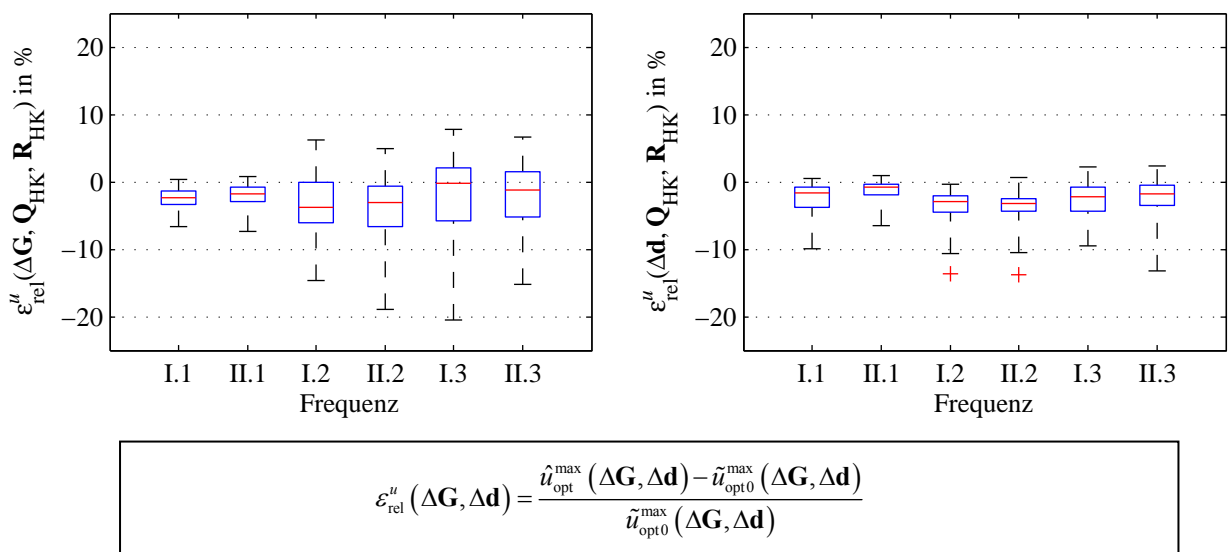 ε^u_rel(ΔG, Q_HK, R_HK) in %
20
10
0
−10
−20
I.1 II.1 I.2 II.2 I.3 II.3
Frequenz
ε^u_rel(Δd, Q_HK, R_HK) in %
20
10
0
−10
−20
I.1 II.1 I.2 II.2 I.3 II.3
Frequenz
ε^u_rel (ΔG, Δd) = (û^max_opt (ΔG, Δd) − ũ^max_opt0 (ΔG, Δd)) / (ũ^max_opt0 (ΔG, Δd))